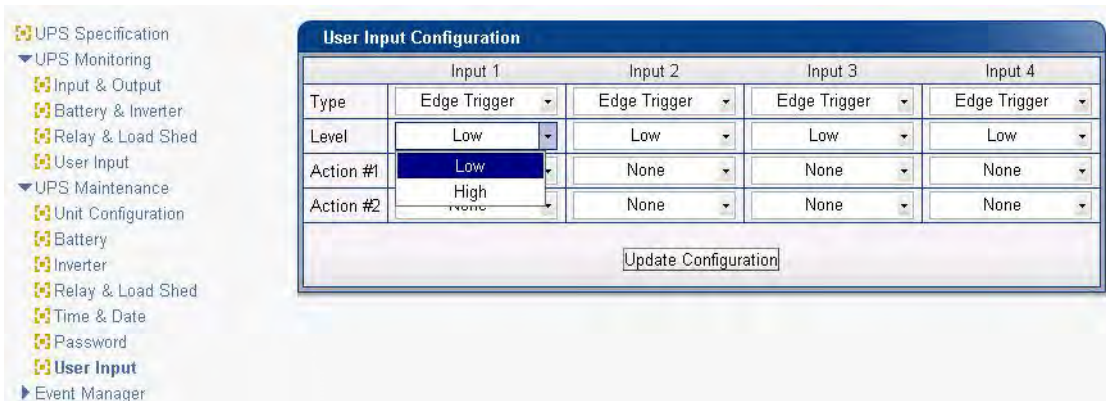 UPS Specification
UPS Monitoring
Input & Output
Battery & Inverter
Relay & Load Shed
User Input
UPS Maintenance
Unit Configuration
Battery
Inverter
Relay & Load Shed
Time & Date
Password
User Input
Event Manager
User Input Configuration
Input 1 Input 2 Input 3 Input 4
Type Edge Trigger Edge Trigger Edge Trigger Edge Trigger
Level Low Low Low Low
Low
High
Action #1 None None None
Action #2 None None None None
Update Configuration